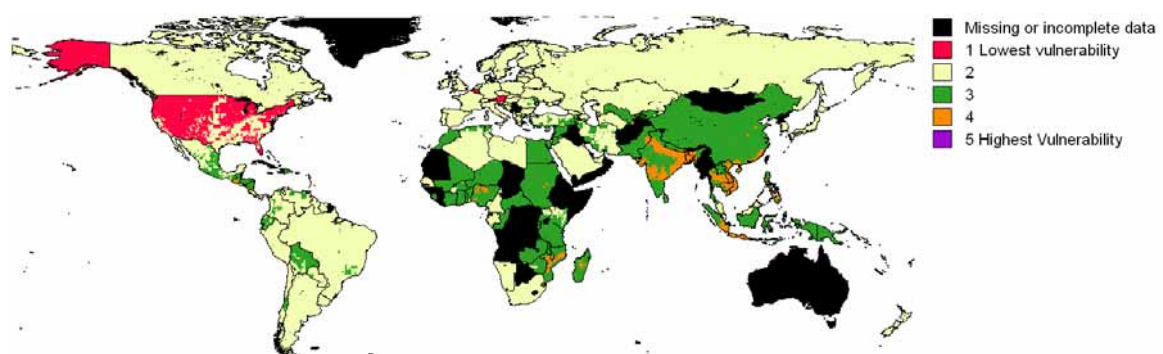 Missing or incomplete data
1 Lowest vulnerability
2
3
4
5 Highest Vulnerability